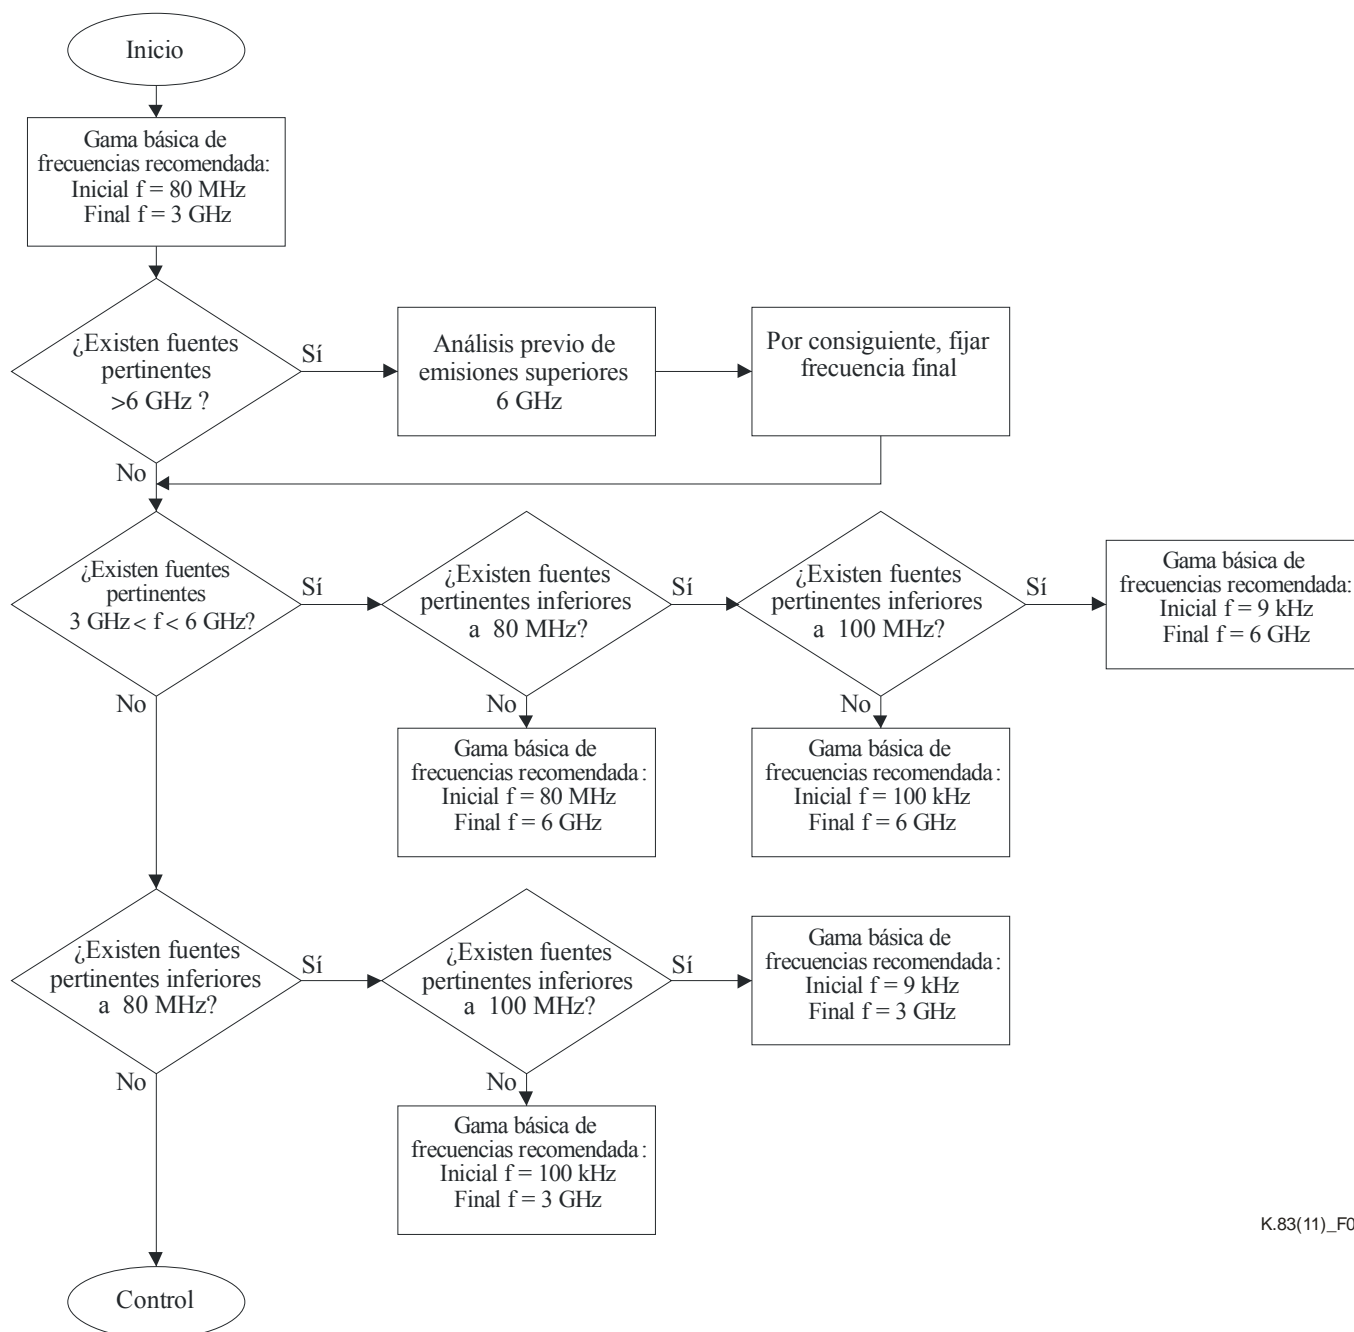 Inicio
Gama básica de
frecuencias recomendada:
Inicial f = 80 MHz
Final f = 3 GHz
¿Existen fuentes
pertinentes
>6 GHz ?
Sí
No
Análisis previo de
emisiones superiores
6 GHz
Por consiguiente, fijar
frecuencia final
¿Existen fuentes
pertinentes
3 GHz < f < 6 GHz?
Sí
No
¿Existen fuentes
pertinentes inferiores
a 80 MHz?
Sí
No
¿Existen fuentes
pertinentes inferiores
a 100 MHz?
Sí
No
Gama básica de
frecuencias recomendada:
Inicial f = 9 kHz
Final f = 6 GHz
Gama básica de
frecuencias recomendada:
Inicial f = 80 MHz
Final f = 6 GHz
Gama básica de
frecuencias recomendada:
Inicial f = 100 kHz
Final f = 6 GHz
¿Existen fuentes
pertinentes inferiores
a 80 MHz?
Sí
No
¿Existen fuentes
pertinentes inferiores
a 100 MHz?
Sí
No
Gama básica de
frecuencias recomendada:
Inicial f = 9 kHz
Final f = 3 GHz
Gama básica de
frecuencias recomendada:
Inicial f = 100 kHz
Final f = 3 GHz
Control
K.83(11)_F0